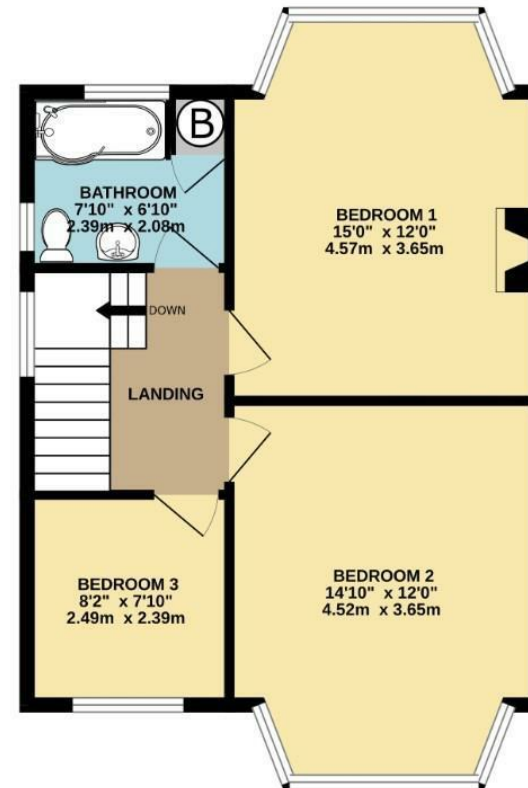 B
BATHROOM
7'10" x 6'10"
2.39m x 2.08m
BEDROOM 1
15'0" x 12'0"
4.57m x 3.65m
DOWN
LANDING
BEDROOM 3
8'2" x 7'10"
2.49m x 2.39m
BEDROOM 2
14'10" x 12'0"
4.52m x 3.65m